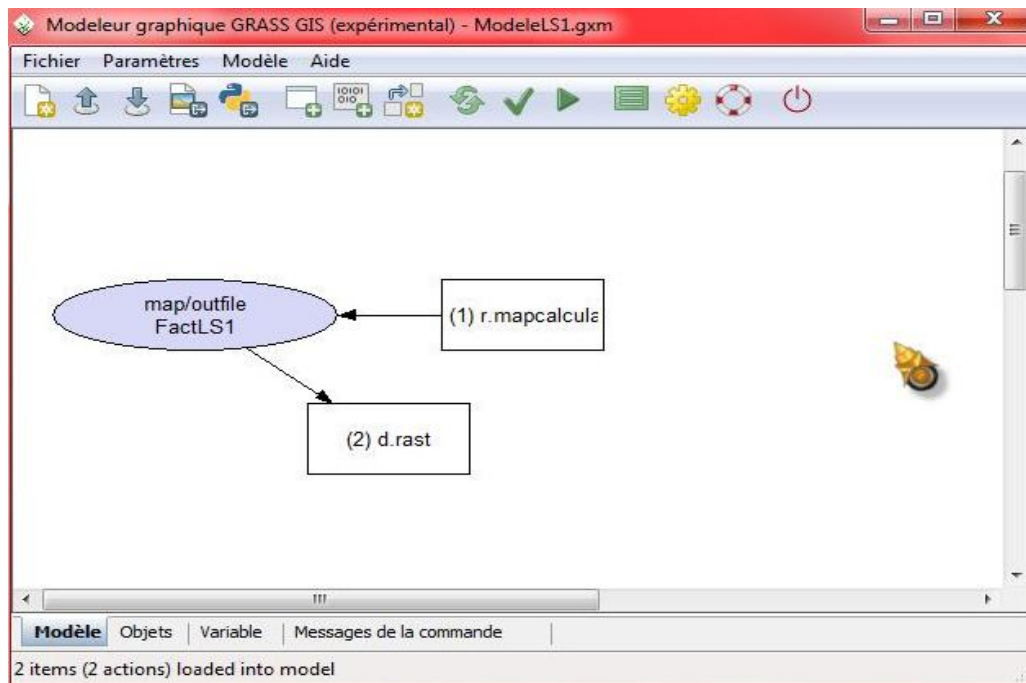 Modeleur graphique GRASS GIS (expérimental) - ModeleLS1.gxm
Fichier Paramètres Modèle Aide
map/outfile
FactLS1
(1) r.mapcalcula
(2) d.rast
Modèle Objets Variable Messages de la commande
2 items (2 actions) loaded into model